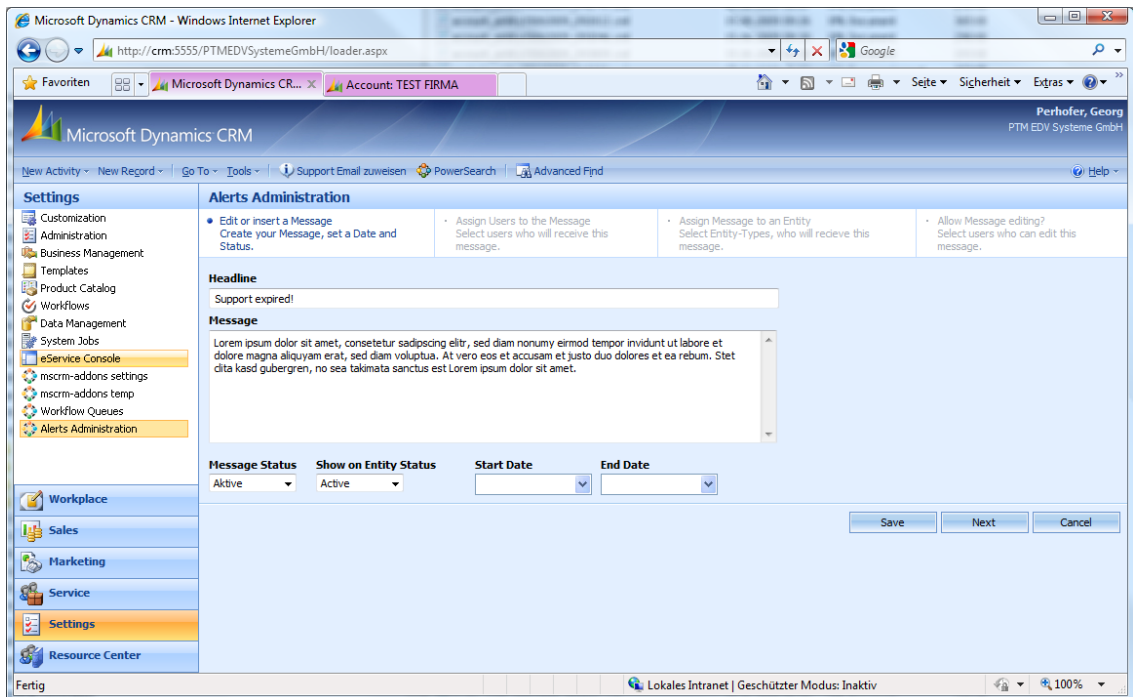 Microsoft Dynamics CRM - Windows Internet Explorer
http://crm:5555/PTMEDVSystemeGmbH/loader.aspx
Google
Favoriten
Microsoft Dynamics CR...
Account: TEST FIRMA
Seite
Sicherheit
Extras
Microsoft Dynamics CRM
Perhofer, Georg
PTM EDV Systeme GmbH
New Activity
New Record
Go To
Tools
Support Email zuweisen
PowerSearch
Advanced Find
Help
Settings
Customization
Administration
Business Management
Templates
Product Catalog
Workflows
Data Management
System Jobs
eService Console
mscrm-addons settings
mscrm-addons temp
Workflow Queues
Alerts Administration
Workplace
Sales
Marketing
Service
Settings
Resource Center
Alerts Administration
Edit or insert a Message
Create your Message, set a Date and
Status.
Assign Users to the Message
Select users who will receive this
message.
Assign Message to an Entity
Select Entity-Types, who will recieve this
message.
Allow Message editing?
Select users who can edit this
message.
Headline
Support expired!
Message
Lorem ipsum dolor sit amet, consetetur sadipscing elitr, sed diam nonumy eirmod tempor invidunt ut labore et
dolore magna aliquyam erat, sed diam voluptua. At vero eos et accusam et justo duo dolores et ea rebum. Stet
clita kasd gubergren, no sea takimata sanctus est Lorem ipsum dolor sit amet.
Message Status
Show on Entity Status
Start Date
End Date
Aktive
Active
Save
Next
Cancel
Fertig
Lokales Intranet | Geschützter Modus: Inaktiv
100%